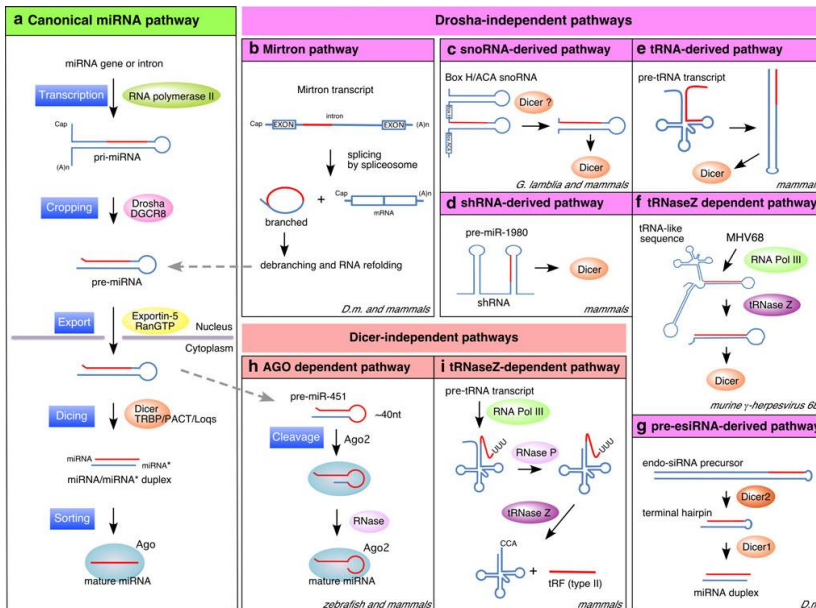 a Canonical miRNA pathway
miRNA gene or intron
Transcription
RNA polymerase II
Cap
(A)n
pri-miRNA
Cropping
Drosha
DGCR8
pre-miRNA
Export
Exportin-5
RanGTP
Nucleus
Cytoplasm
Dicing
Dicer
TRBP/PACT/Loqs
miRNA
miRNA*
miRNA/miRNA* duplex
Sorting
Ago
mature miRNA
Drosha-independent pathways
b Mirtron pathway
Mirtron transcript
intron
Cap
EXON
EXON
(A)n
splicing
by spliceosome
Cap
(A)n
+
mRNA
branched
debranching and RNA refolding
D.m. and mammals
c snoRNA-derived pathway
Box H/ACA snoRNA
Dicer ?
Dicer
G. lamblia and mammals
d shRNA-derived pathway
pre-miR-1980
Dicer
shRNA
mammals
e tRNA-derived pathway
pre-tRNA transcript
Dicer
mammals
f tRNaseZ dependent pathway
tRNA-like
sequence
MHV68
RNA Pol III
tRNase Z
Dicer
murine γ-herpesvirus 68
g pre-esiRNA-derived pathway
endo-siRNA precursor
Dicer2
terminal hairpin
Dicer1
miRNA duplex
D.m
Dicer-independent pathways
h AGO dependent pathway
pre-miR-451
~40nt
Cleavage
Ago2
RNase
Ago2
mature miRNA
zebrafish and mammals
i tRNaseZ-dependent pathway
pre-tRNA transcript
RNA Pol III
UUU
RNase P
UUU
tRNase Z
CCA
+
tRF (type II)
mammals